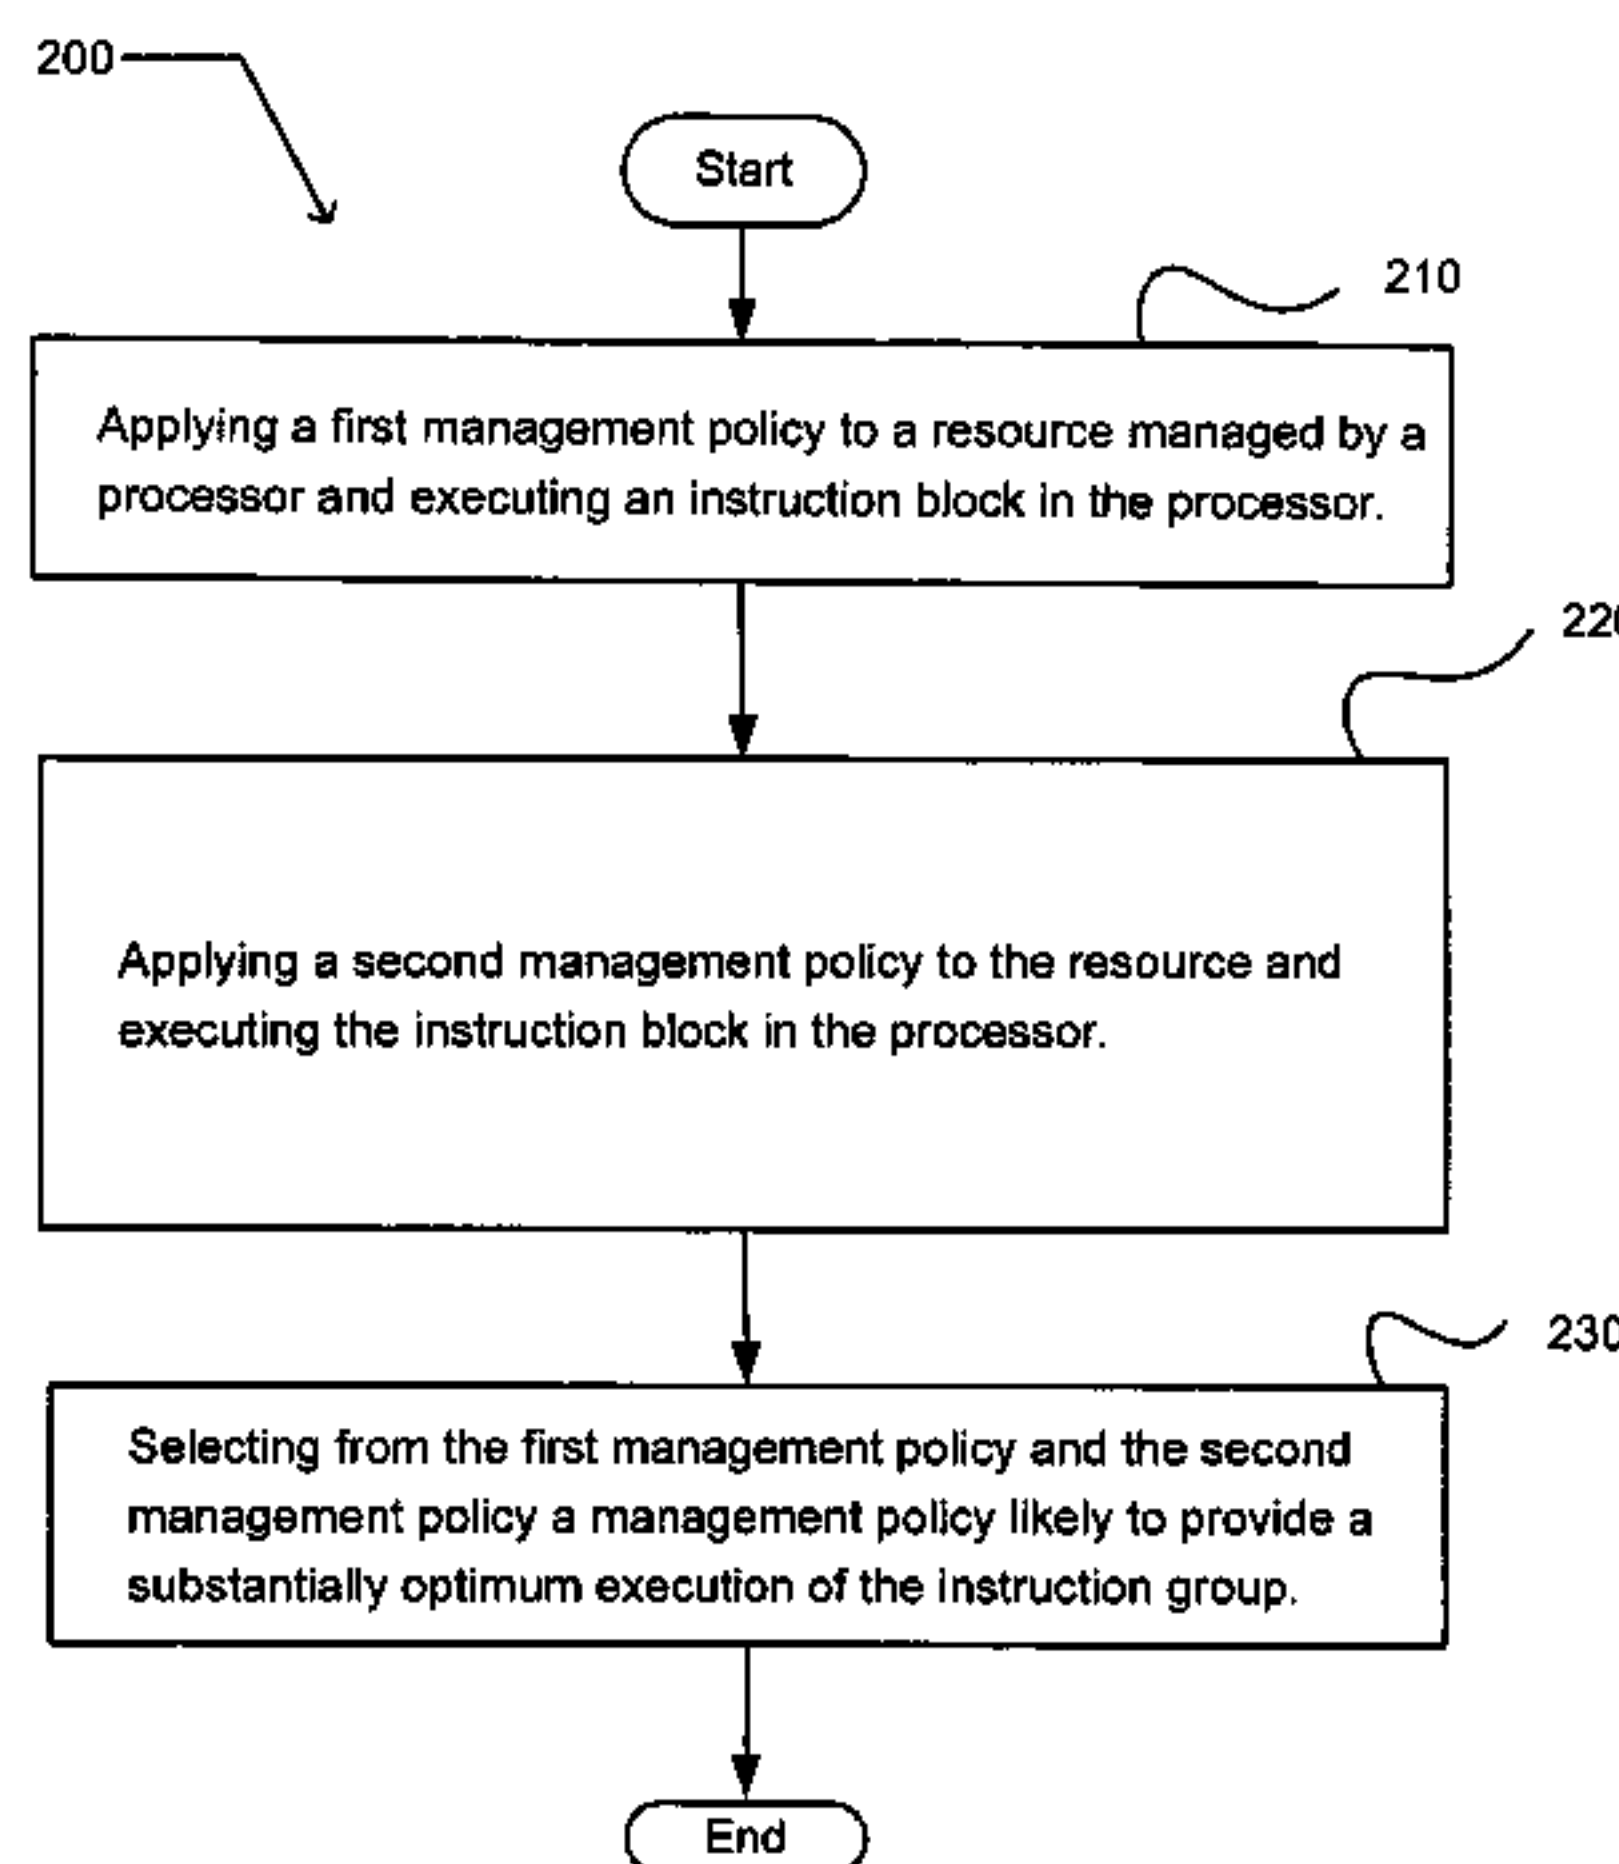 200
Start
210
Applying a first management policy to a resource managed by a
processor and executing an instruction block in the processor.
220
Applying a second management policy to the resource and
executing the instruction block in the processor.
230
Selecting from the first management policy and the second
management policy a management policy likely to provide a
substantially optimum execution of the instruction group.
End